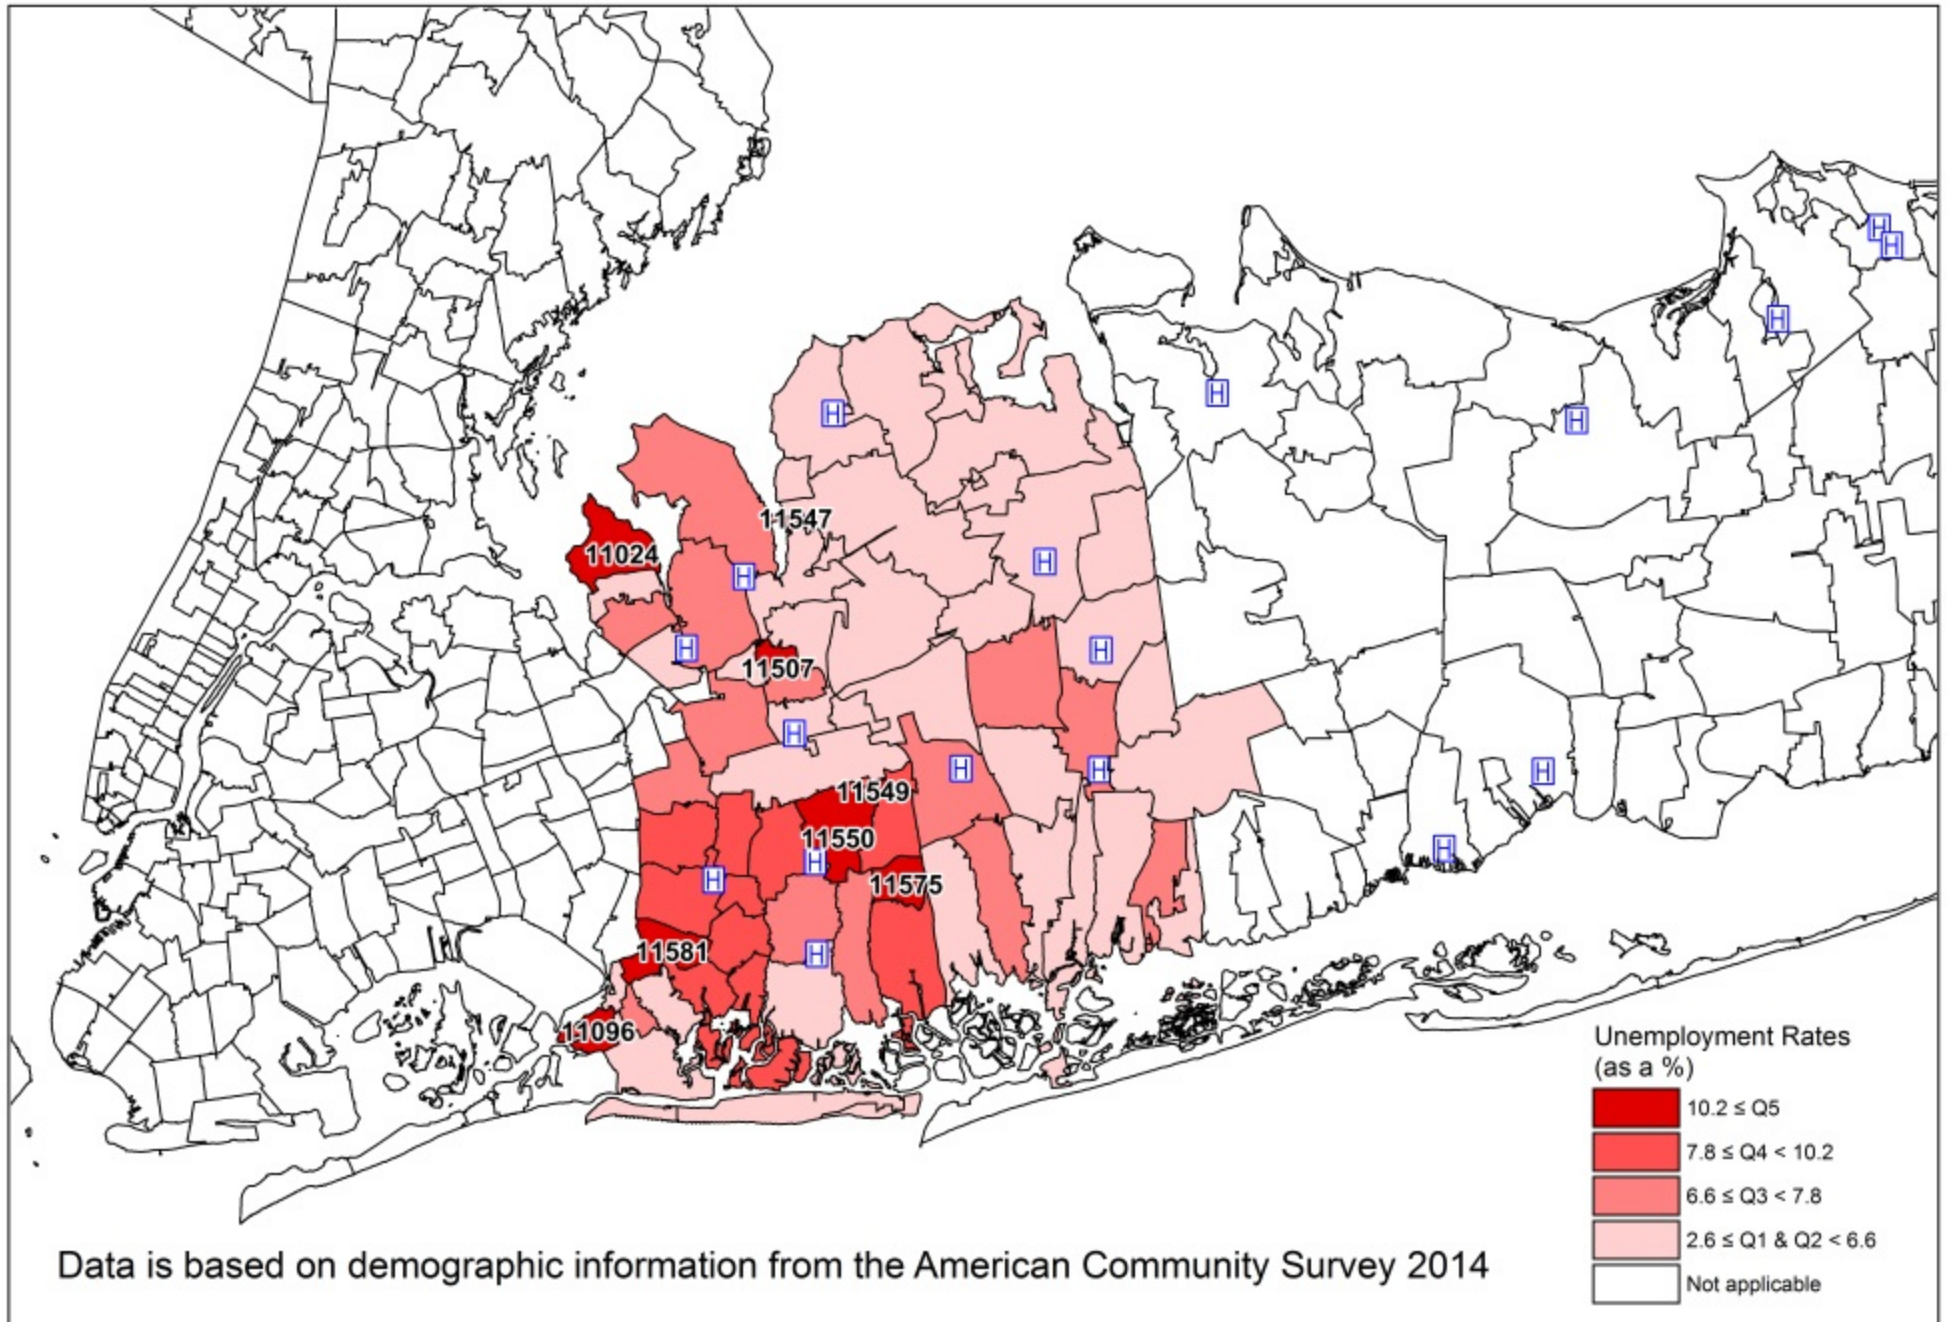 H
H
H
H
H
H
11547
11024
H
H
H
H
11507
H
H
H
H
11549
11550
H
H
H
11575
11581
H
11096
Unemployment Rates
(as a %)
10.2 ≤ Q5
7.8 ≤ Q4 < 10.2
6.6 ≤ Q3 < 7.8
2.6 ≤ Q1 & Q2 < 6.6
Not applicable
Data is based on demographic information from the American Community Survey 2014